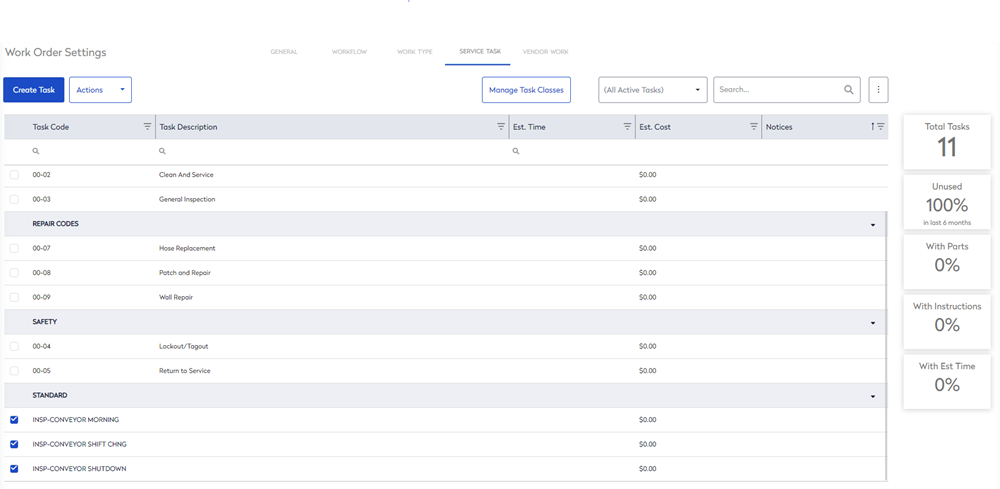 Work Order Settings
GENERAL
WORKFLOW
WORK TYPE
SERVICE TASK
VENDOR WORK
Create Task
Actions
Manage Task Classes
(All Active Tasks)
Search...
Task Code
Task Description
Est. Time
Est. Cost
Notices
00-02 Clean And Service $0.00
00-03 General Inspection $0.00
REPAIR CODES
00-07 Hose Replacement $0.00
00-08 Patch and Repair $0.00
00-09 Wall Repair $0.00
SAFETY
00-04 Lockout/Tagout $0.00
00-05 Return to Service $0.00
STANDARD
INSP-CONVEYOR MORNING $0.00
INSP-CONVEYOR SHIFT CHNG $0.00
INSP-CONVEYOR SHUTDOWN $0.00
Total Tasks
11
Unused
100%
in last 6 months
With Parts
0%
With Instructions
0%
With Est Time
0%